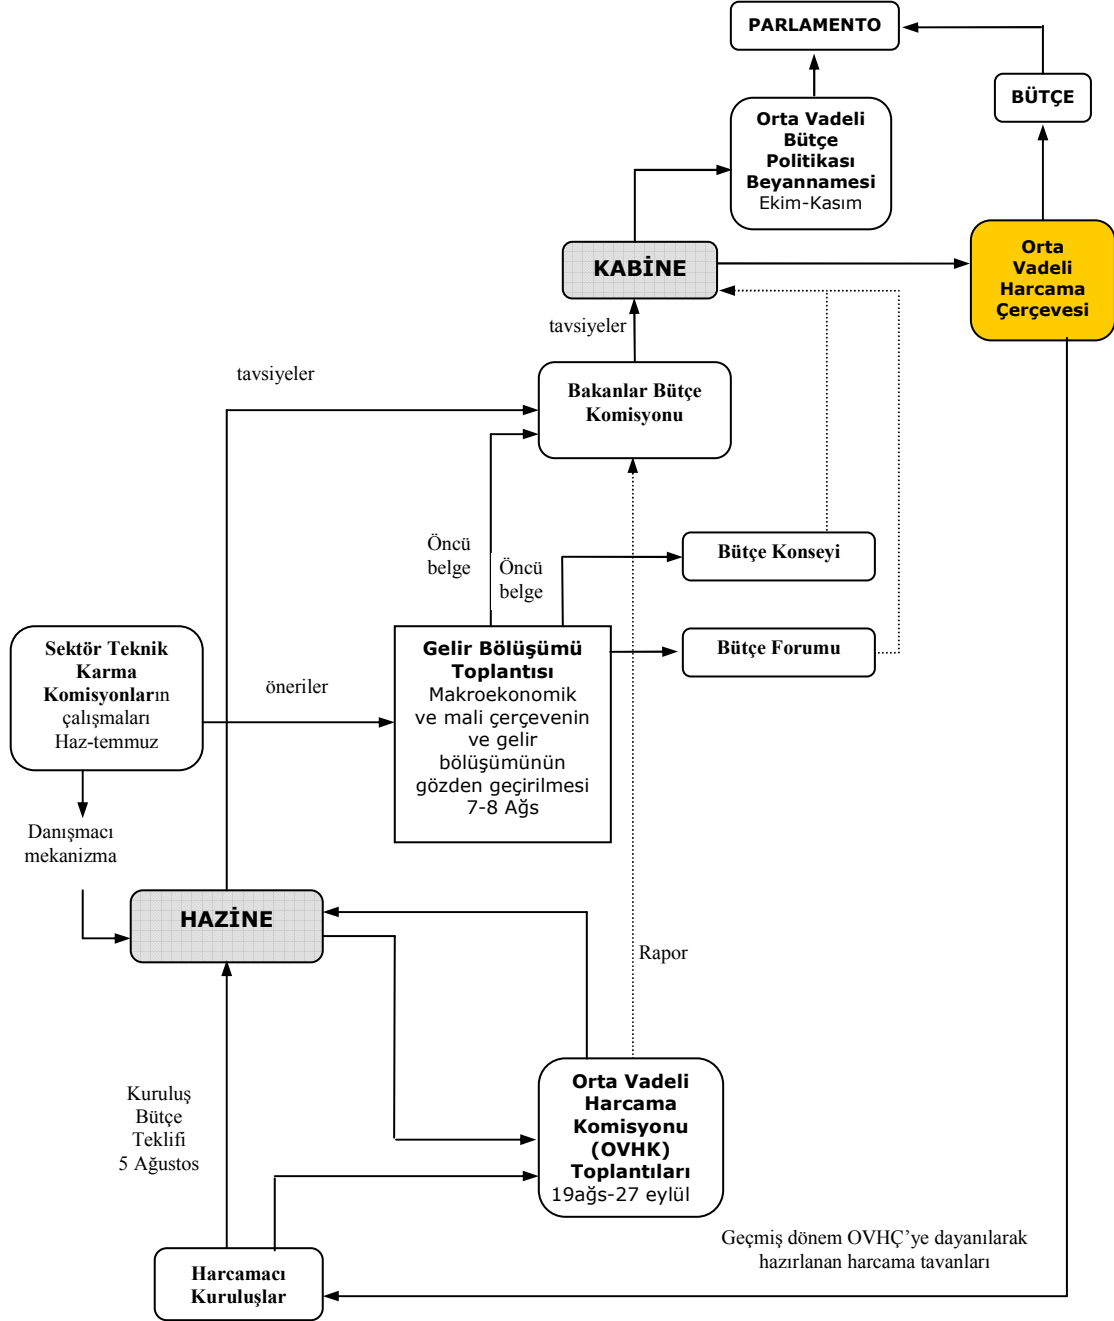 PARLAMENTO
BÜTÇE
Orta Vadeli
Bütçe
Politikası
Beyannamesi
Ekim-Kasım
KABİNE
Orta
Vadeli
Harcama
Çerçevesi
tavsiyeler
tavsiyeler
Bakanlar Bütçe
Komisyonu
Öncü
belge
Öncü
belge
Bütçe Konseyi
Bütçe Forumu
Sektör Teknik
Karma
Komisyonların
çalışmaları
Haz-temmuz
öneriler
Gelir Bölüşümü
Toplantısı
Makroekonomik
ve mali çerçevenin
ve gelir
bölüşümünün
gözden geçirilmesi
7-8 Ağs
Danışmacı
mekanizma
HAZİNE
Rapor
Kuruluş
Bütçe
Teklifi
5 Ağustos
Orta Vadeli
Harcama
Komisyonu
(OVHK)
Toplantıları
19ağs-27 eylül
Geçmiş dönem OVHÇ’ye dayanılarak
hazırlanan harcama tavanları
Harcamacı
Kuruluşlar